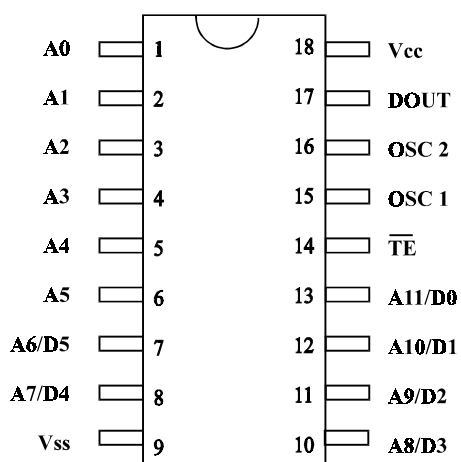 A0 1 18 Vcc
A1 2 17 DOUT
A2 3 16 OSC 2
A3 4 15 OSC 1
A4 5 14 T̅E̅
A5 6 13 A11/D0
A6/D5 7 12 A10/D1
A7/D4 8 11 A9/D2
Vss 9 10 A8/D3